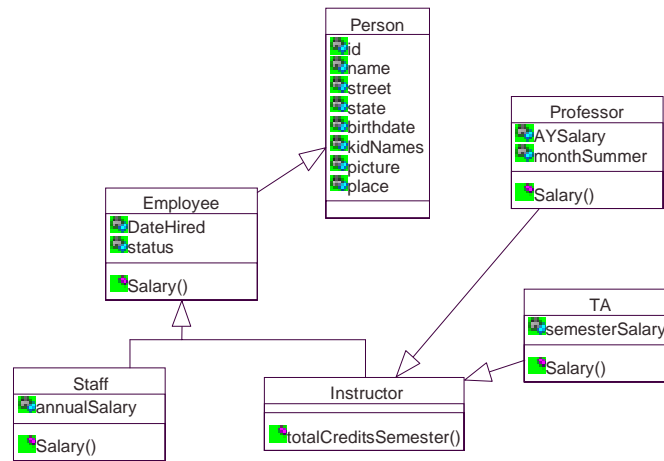 Person
id
name
street
state
birthdate
kidNames
picture
place
Professor
AYSalary
monthSummer
Salary()
Employee
DateHired
status
Salary()
TA
semesterSalary
Salary()
Staff
annualSalary
Salary()
Instructor
totalCreditsSemester()